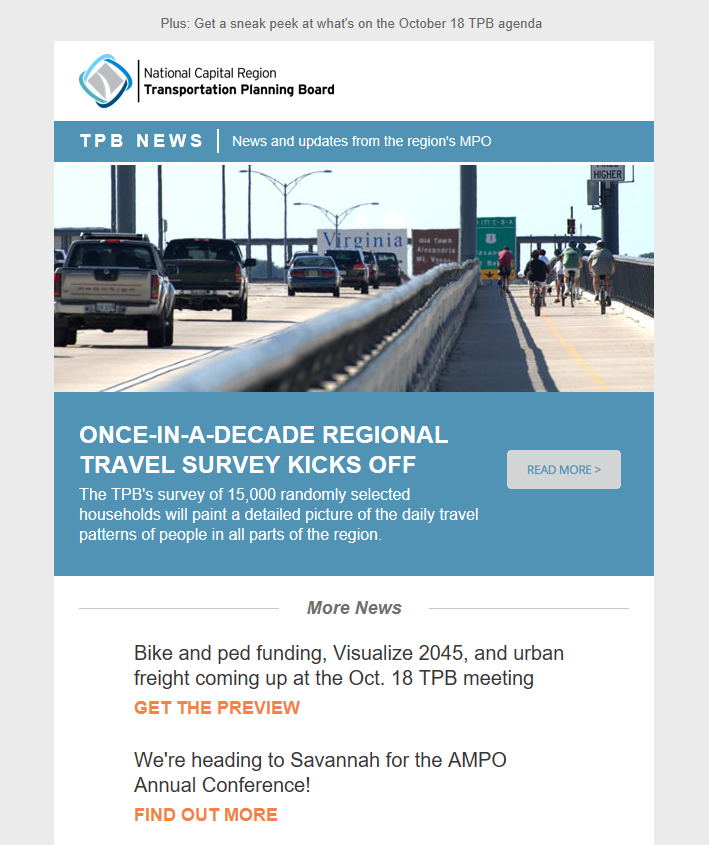 Plus: Get a sneak peek at what's on the October 18 TPB agenda
National Capital Region
Transportation Planning Board
TPB NEWS
News and updates from the region's MPO
HIGHER
Virginia
Old Town
Alexandria
ONCE-IN-A-DECADE REGIONAL
TRAVEL SURVEY KICKS OFF
READ MORE >
The TPB's survey of 15,000 randomly selected
households will paint a detailed picture of the daily travel
patterns of people in all parts of the region.
More News
Bike and ped funding, Visualize 2045, and urban
freight coming up at the Oct. 18 TPB meeting
GET THE PREVIEW
We're heading to Savannah for the AMPO
Annual Conference!
FIND OUT MORE